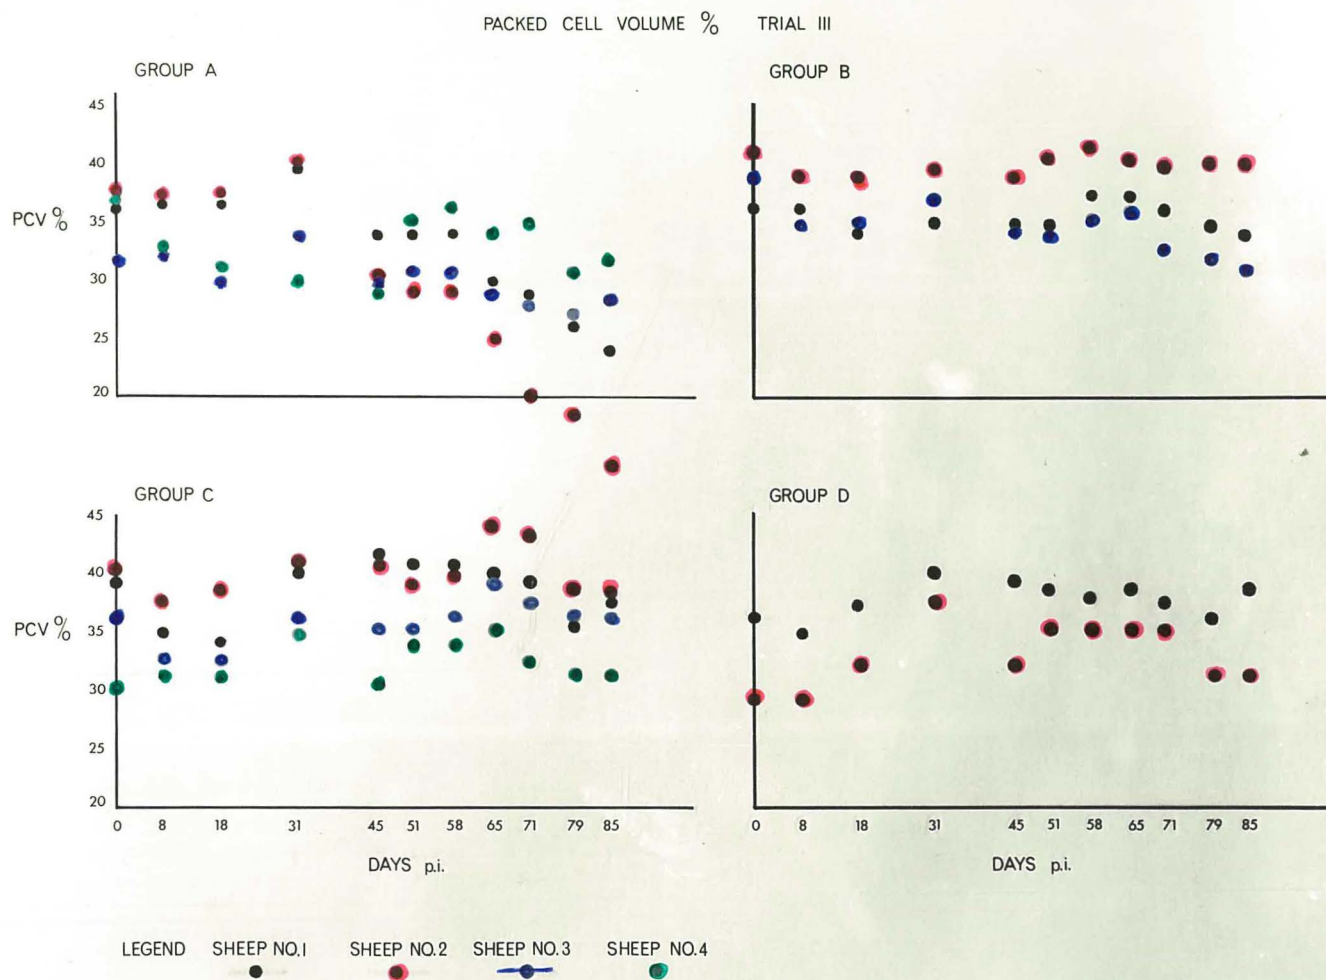 PACKED CELL VOLUME % TRIAL III
GROUP A
45
40
PCV %
35
30
25
20
GROUP B
GROUP C
45
40
PCV %
35
30
25
20
0 8 18 31 45 51 58 65 71 79 85
DAYS p.i.
GROUP D
0 8 18 31 45 51 58 65 71 79 85
DAYS p.i.
LEGEND SHEEP NO.1 SHEEP NO.2 SHEEP NO.3 SHEEP NO.4